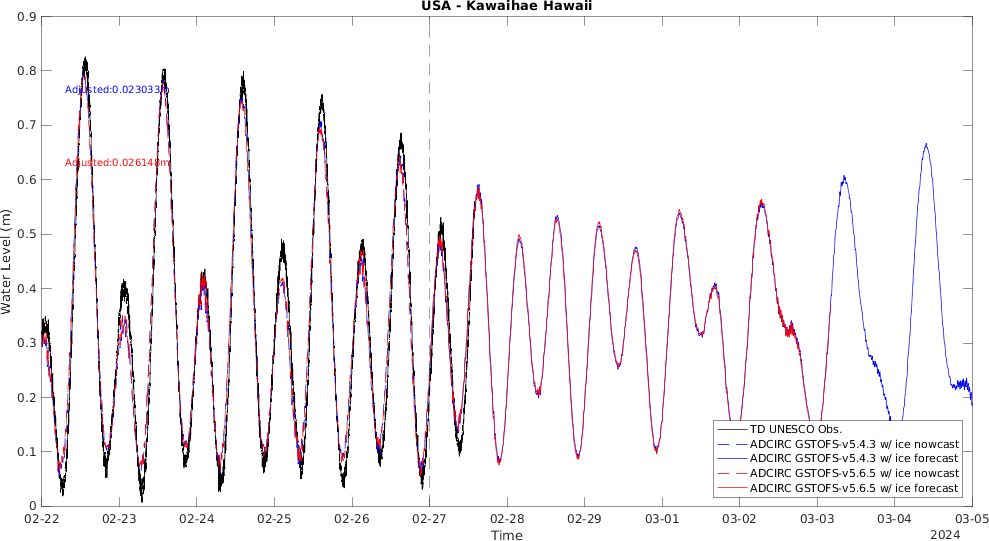 USA - Kawaihae Hawaii
0.9
0.8
0.7
0.6
0.5
0.4
0.3
0.2
0.1
0
Water Level (m)
Adjusted:0.023033m
Adjusted:0.026148m
TD UNESCO Obs.
ADCIRC GSTOFS-v5.4.3 w/ ice nowcast
ADCIRC GSTOFS-v5.4.3 w/ ice forecast
ADCIRC GSTOFS-v5.6.5 w/ ice nowcast
ADCIRC GSTOFS-v5.6.5 w/ ice forecast
02-22 02-23 02-24 02-25 02-26 02-27 02-28 02-29 03-01 03-02 03-03 03-04 03-05
Time
2024